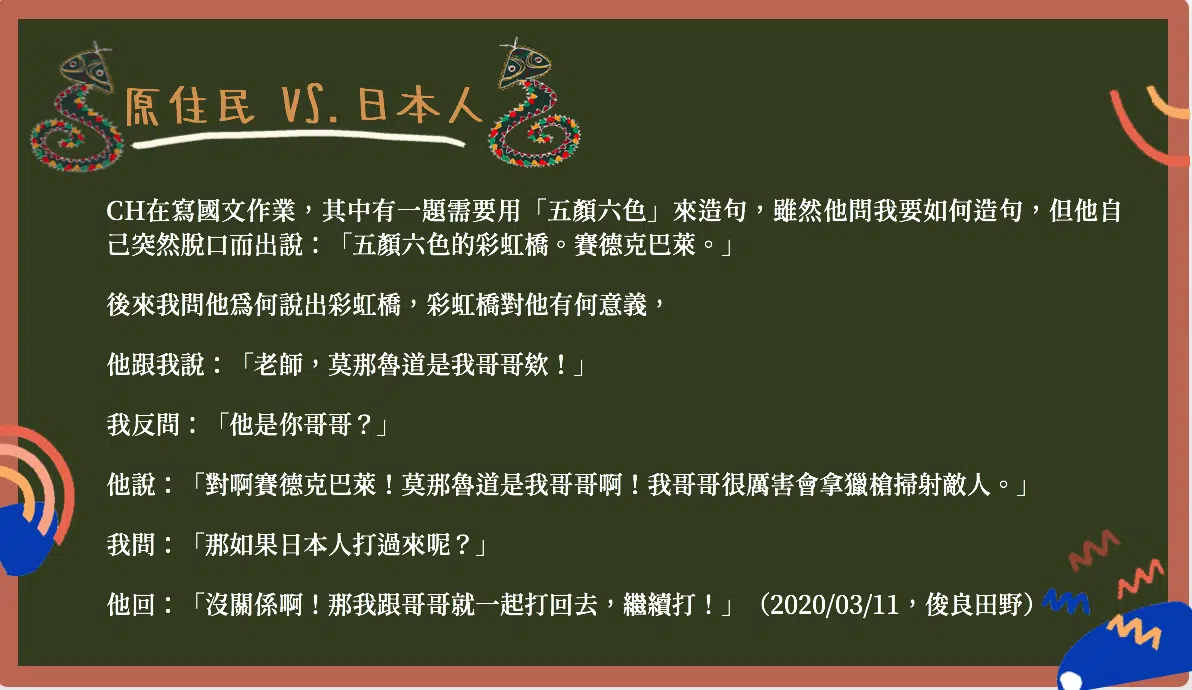 原住民 VS. 日本人
CH在寫國文作業，其中有一題需要用「五顏六色」來造句，雖然他問我要如何造句，但他自
己突然脫口而出說：「五顏六色的彩虹橋。賽德克巴萊。」
後來我問他為何說出彩虹橋，彩虹橋對他有何意義，
他跟我說：「老師，莫那魯道是我哥哥欸！」
我反問：「他是你哥哥？」
他說：「對啊賽德克巴萊！莫那魯道是我哥哥啊！我哥哥很厲害會拿獵槍掃射敵人。」
我問：「那如果日本人打過來呢？」
他回：「沒關係啊！那我跟哥哥就一起打回去，繼續打！」（2020/03/11，俊良田野）